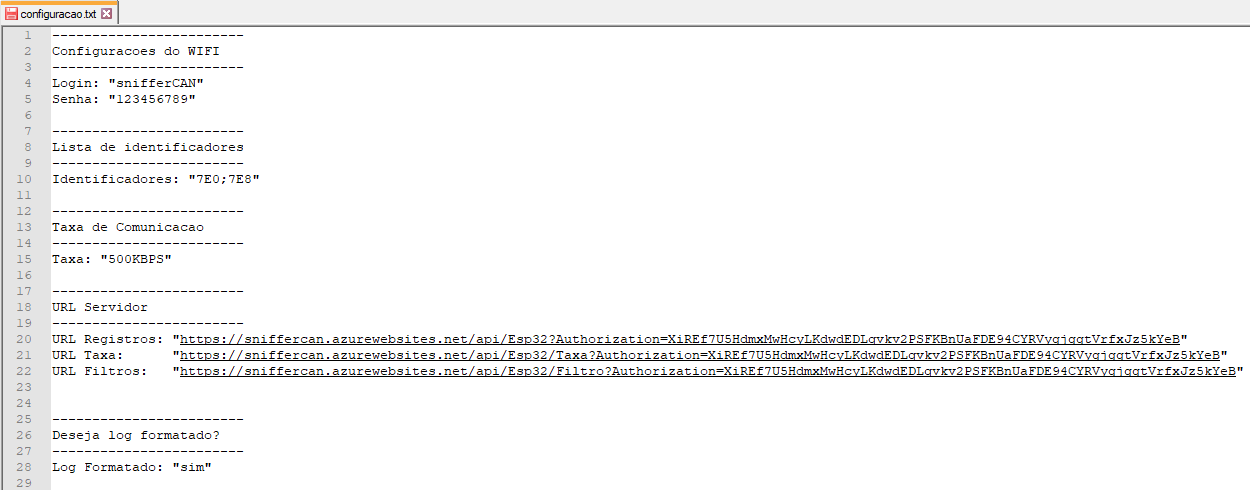 configuracao.txt
1 ------------------------
2 Configuracoes do WIFI
3 ------------------------
4 Login: "snifferCAN"
5 Senha: "123456789"
6
7 ------------------------
8 Lista de identificadores
9 ------------------------
10 Identificadores: "7E0;7E8"
11
12 ------------------------
13 Taxa de Comunicacao
14 ------------------------
15 Taxa: "500KBPS"
16
17 ------------------------
18 URL Servidor
19 ------------------------
20 URL Registros: "https://sniffercan.azurewebsites.net/api/Esp32?Authorization=XiREf7U5HdmxMwHcyLKdwdEDLqvkv2PSFKBnUaFDE94CYRVyqjggtVrfxJz5kYeB"
21 URL Taxa: "https://sniffercan.azurewebsites.net/api/Esp32/Taxa?Authorization=XiREf7U5HdmxMwHcyLKdwdEDLqvkv2PSFKBnUaFDE94CYRVyqjggtVrfxJz5kYeB"
22 URL Filtros: "https://sniffercan.azurewebsites.net/api/Esp32/Filtro?Authorization=XiREf7U5HdmxMwHcyLKdwdEDLqvkv2PSFKBnUaFDE94CYRVyqjggtVrfxJz5kYeB"
23
24
25 ------------------------
26 Deseja log formatado?
27 ------------------------
28 Log Formatado: "sim"
29